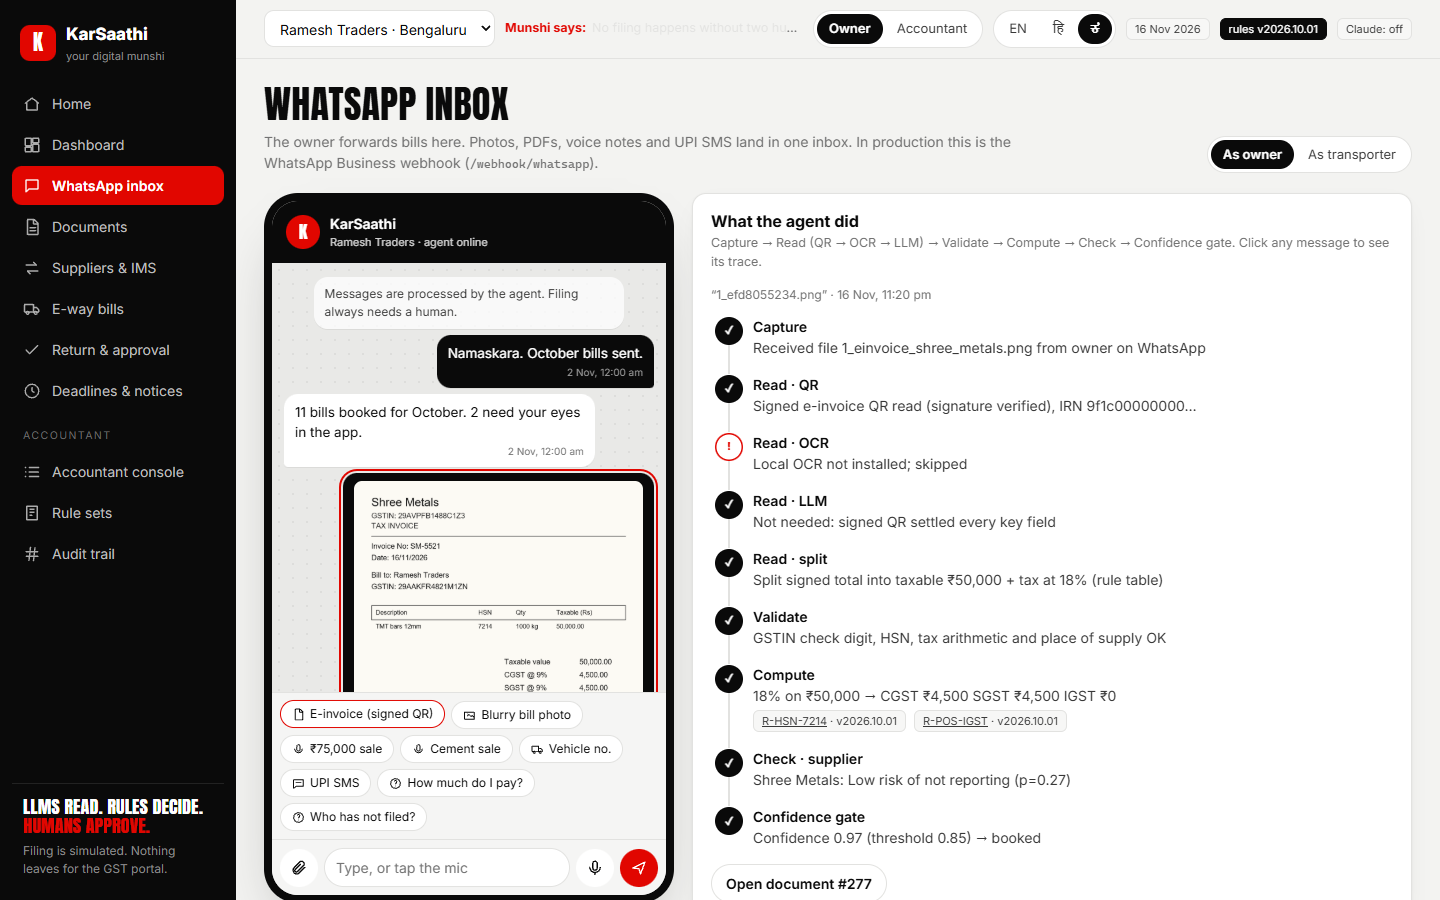 KarSaathi
your digital munshi
Home
Dashboard
WhatsApp inbox
Documents
Suppliers & IMS
E-way bills
Return & approval
Deadlines & notices
ACCOUNTANT
Accountant console
Rule sets
Audit trail
LLMS READ. RULES DECIDE.
HUMANS APPROVE.
Filing is simulated. Nothing
leaves for the GST portal.
Ramesh Traders · Bengaluru
Munshi says: No filing happens without two hu...
Owner
Accountant
EN
हि
ಕ
16 Nov 2026
rules v2026.10.01
Claude: off
WHATSAPP INBOX
The owner forwards bills here. Photos, PDFs, voice notes and UPI SMS land in one inbox. In production this is the
WhatsApp Business webhook (/webhook/whatsapp).
As owner
As transporter
K
KarSaathi
Ramesh Traders · agent online
Messages are processed by the agent. Filing
always needs a human.
Namaskara. October bills sent.
2 Nov, 12:00 am
11 bills booked for October. 2 need your eyes
in the app.
2 Nov, 12:00 am
Shree Metals
GSTIN: 29AVPFB1488C1Z3
TAX INVOICE
Invoice No: SM-5521
Date: 16/11/2026
Bill to: Ramesh Traders
GSTIN: 29AAKFR4821M1ZN
Description HSN Qty Taxable (Rs)
TMT bars 12mm 7214 1000 kg 50,000.00
Taxable value 50,000.00
CGST @ 9% 4,500.00
SGST @ 9% 4,500.00
E-invoice (signed QR)
Blurry bill photo
₹75,000 sale
Cement sale
Vehicle no.
UPI SMS
How much do I pay?
Who has not filed?
Type, or tap the mic
What the agent did
Capture → Read (QR → OCR → LLM) → Validate → Compute → Check → Confidence gate. Click any message to see
its trace.
“1_efd8055234.png” · 16 Nov, 11:20 pm
Capture
Received file 1_einvoice_shree_metals.png from owner on WhatsApp
Read · QR
Signed e-invoice QR read (signature verified), IRN 9f1c00000000...
Read · OCR
Local OCR not installed; skipped
Read · LLM
Not needed: signed QR settled every key field
Read · split
Split signed total into taxable ₹50,000 + tax at 18% (rule table)
Validate
GSTIN check digit, HSN, tax arithmetic and place of supply OK
Compute
18% on ₹50,000 → CGST ₹4,500 SGST ₹4,500 IGST ₹0
R-HSN-7214 · v2026.10.01
R-POS-IGST · v2026.10.01
Check · supplier
Shree Metals: Low risk of not reporting (p=0.27)
Confidence gate
Confidence 0.97 (threshold 0.85) → booked
Open document #277